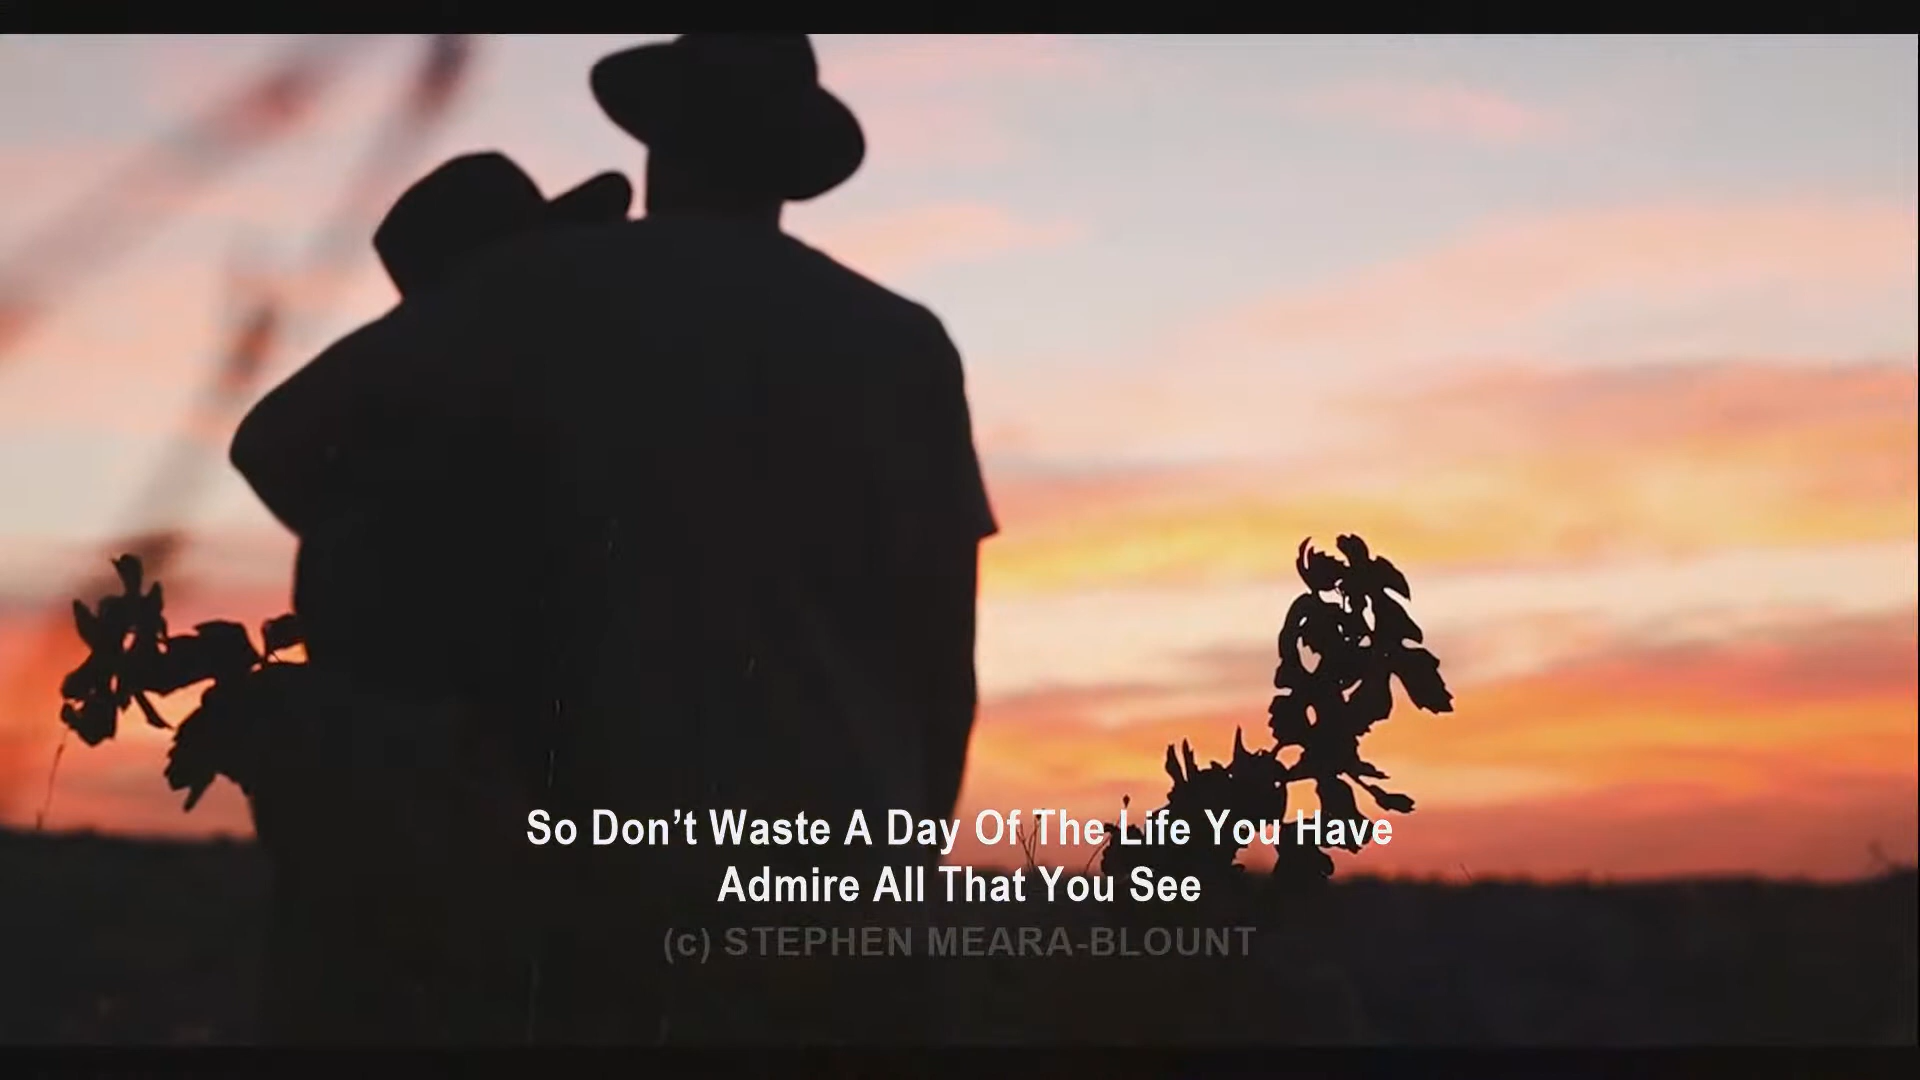 So Don’t Waste A Day Of The Life You Have
Admire All That You See
(c) STEPHEN MEARA-BLOUNT